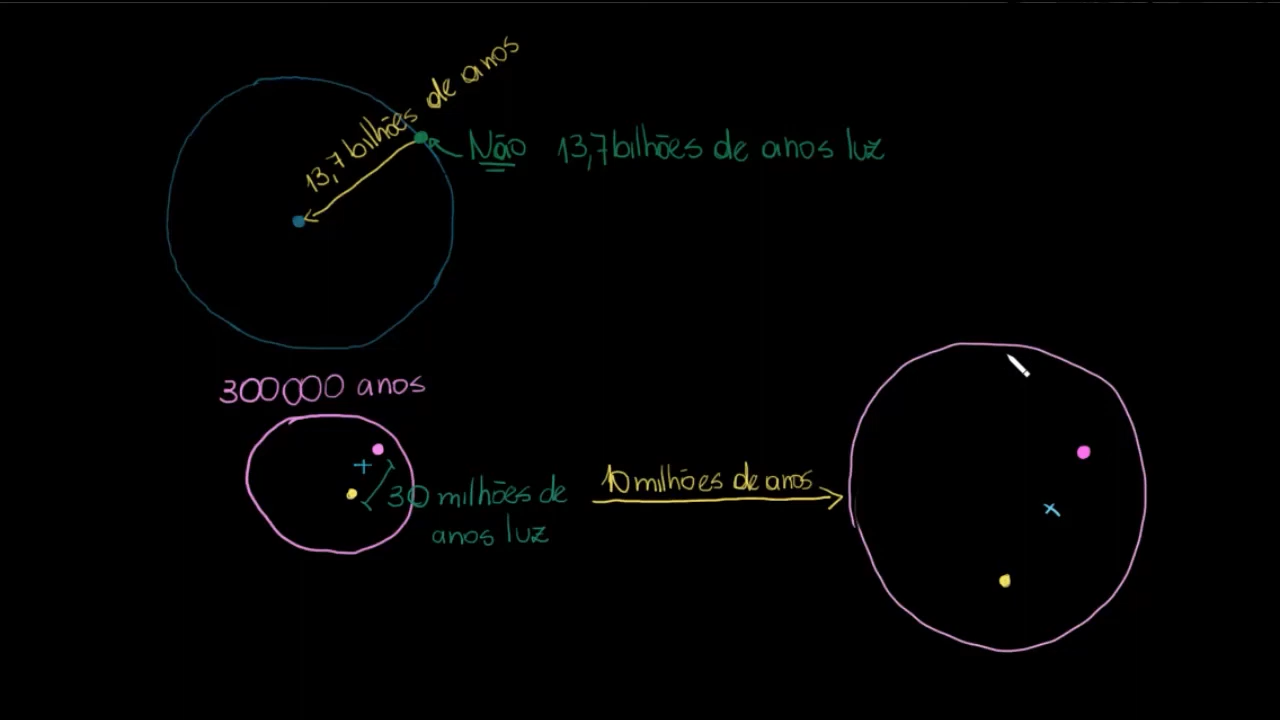 13,7 bilhões de anos
Não 13,7 bilhões de anos luz
300000 anos
30 milhões de
anos luz
10 milhões de anos